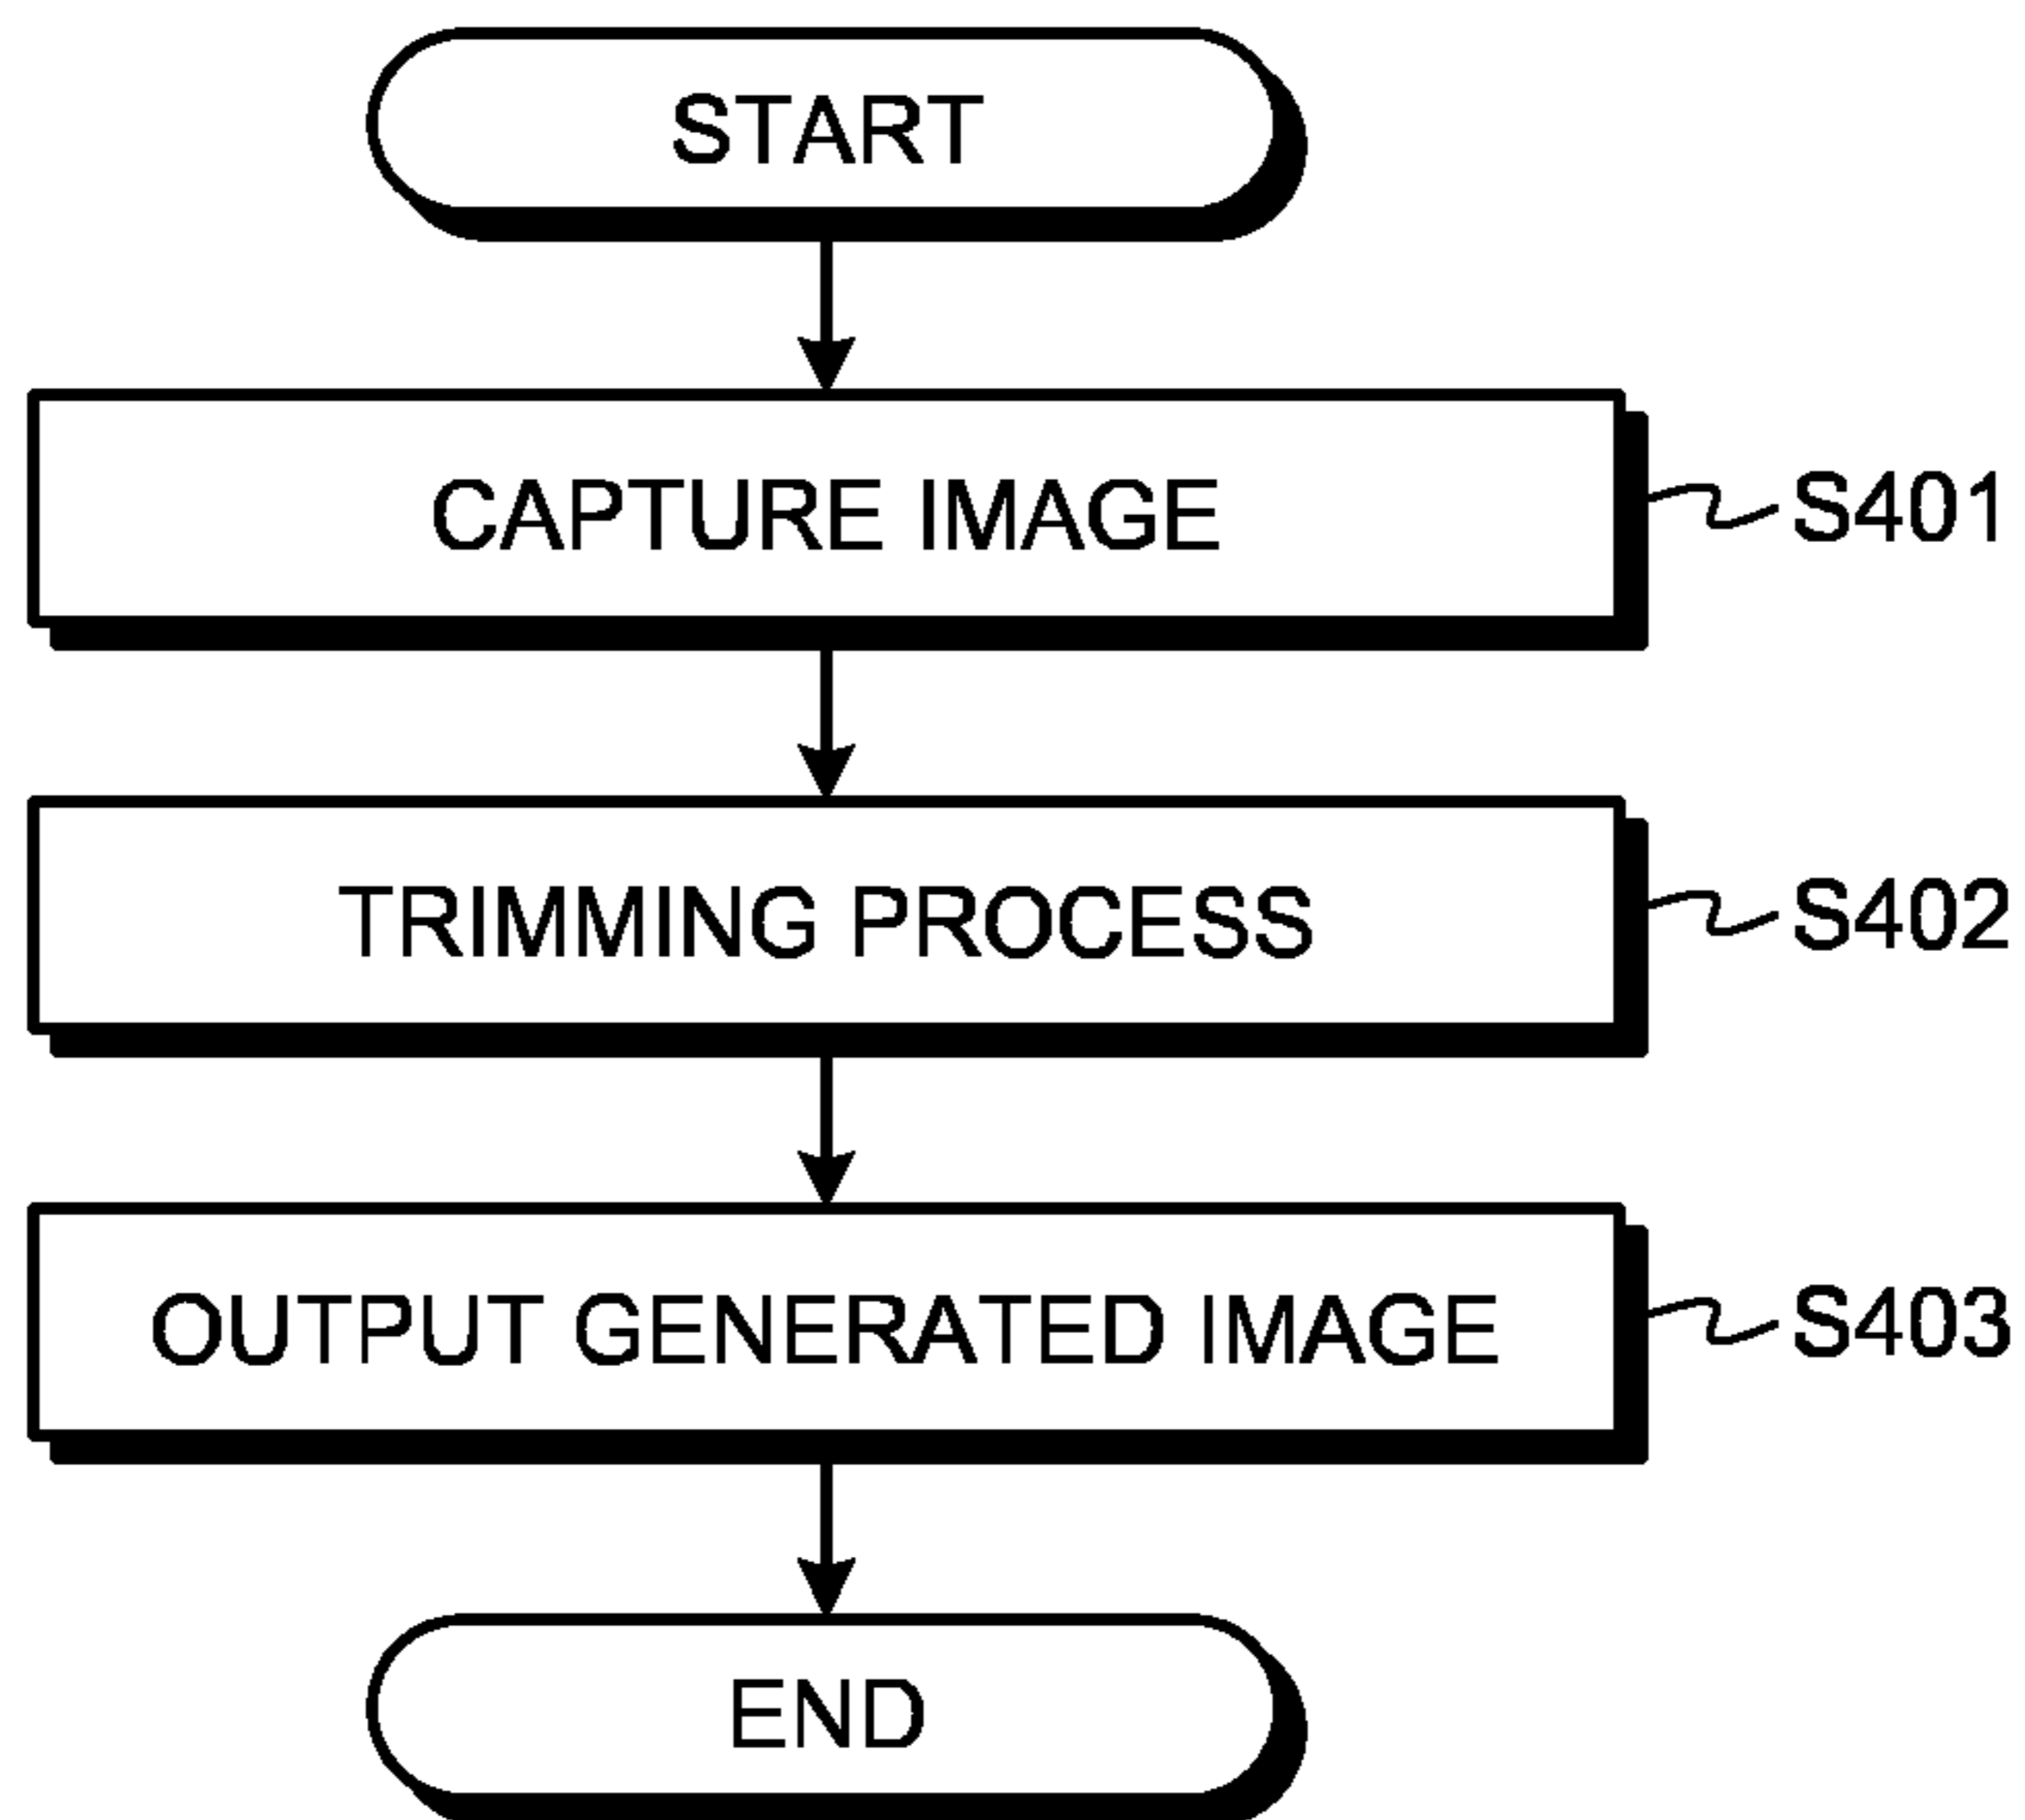 START
CAPTURE IMAGE
S401
TRIMMING PROCESS
S402
OUTPUT GENERATED IMAGE
S403
END